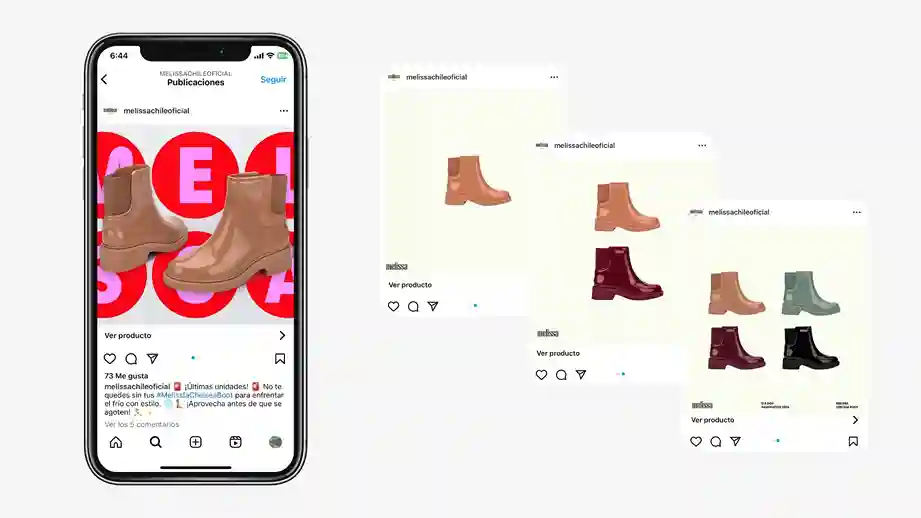 6:44
MELISSACHILEOFICIAL
Publicaciones
Seguir
melissachileoficial
MEL
SSA
Ver producto
73 Me gusta
melissachileoficial 🚨 ¡Últimas unidades! 🚨 No te
quedes sin tus #MelissaChelseaBoot para enfrentar
el frío con estilo. ¡Aprovecha antes de que se
agoten!
Ver los 5 comentarios
melissachileoficial
melissa
Ver producto
melissachileoficial
melissa
Ver producto
melissachileoficial
melissa
Ver producto